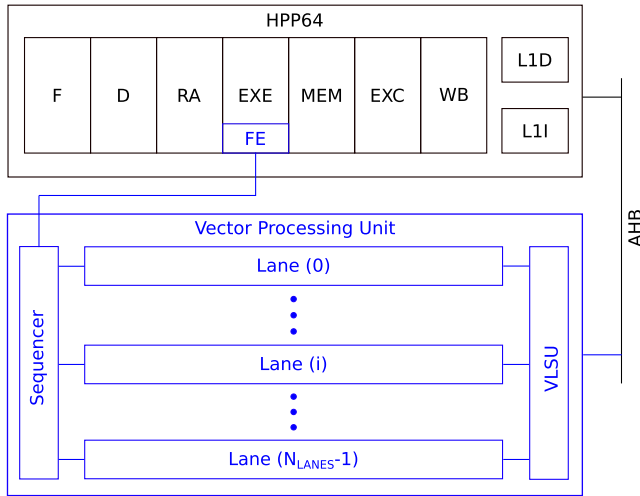 HPP64
F D RA EXE MEM EXC WB
L1D
L1I
FE
AHB
Vector Processing Unit
Sequencer
Lane (0)
Lane (i)
Lane (N_LANES-1)
VLSU